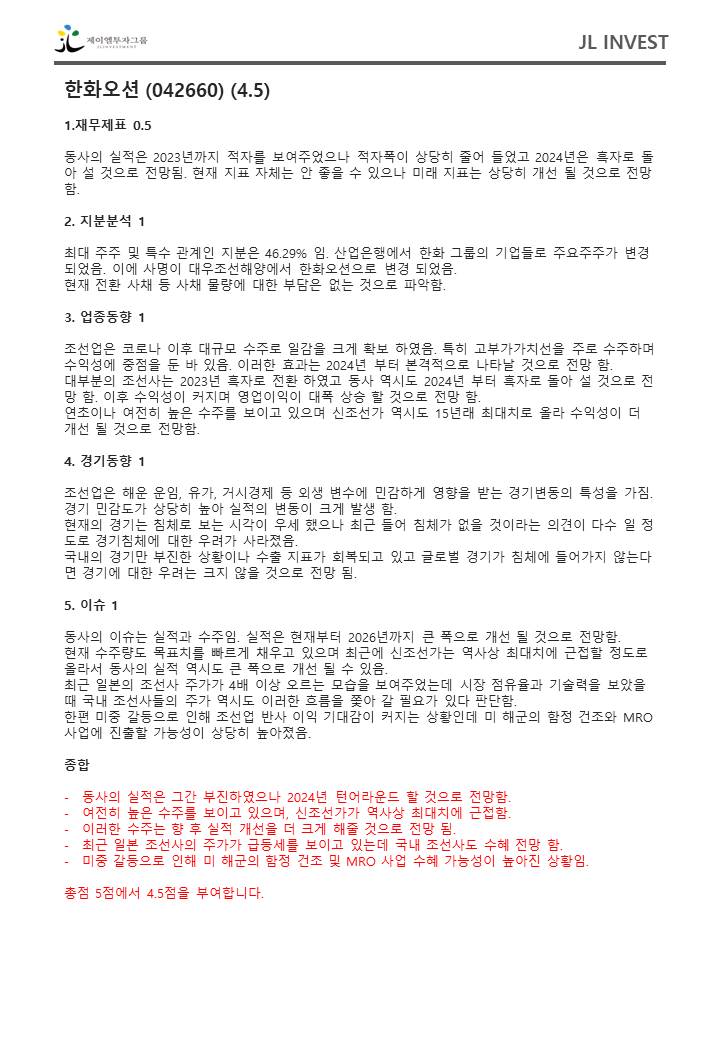 제이엘투자그룹
JLINVESTMENT
JL INVEST
한화오션 (042660) (4.5)
1.재무제표 0.5
동사의 실적은 2023년까지 적자를 보여주었으나 적자폭이 상당히 줄어 들었고 2024년은 흑자로 돌
아 설 것으로 전망됨. 현재 지표 자체는 안 좋을 수 있으나 미래 지표는 상당히 개선 될 것으로 전망
함.
2. 지분분석 1
최대 주주 및 특수 관계인 지분은 46.29% 임. 산업은행에서 한화 그룹의 기업들로 주요주주가 변경
되었음. 이에 사명이 대우조선해양에서 한화오션으로 변경 되었음.
현재 전환 사채 등 사채 물량에 대한 부담은 없는 것으로 파악함.
3. 업종동향 1
조선업은 코로나 이후 대규모 수주로 일감을 크게 확보 하였음. 특히 고부가가치선을 주로 수주하며
수익성에 중점을 둔 바 있음. 이러한 효과는 2024년 부터 본격적으로 나타날 것으로 전망 함.
대부분의 조선사는 2023년 흑자로 전환 하였고 동사 역시도 2024년 부터 흑자로 돌아 설 것으로 전
망 함. 이후 수익성이 커지며 영업이익이 대폭 상승 할 것으로 전망 함.
연초이나 여전히 높은 수주를 보이고 있으며 신조선가 역시도 15년래 최대치로 올라 수익성이 더
개선 될 것으로 전망함.
4. 경기동향 1
조선업은 해운 운임, 유가, 거시경제 등 외생 변수에 민감하게 영향을 받는 경기변동의 특성을 가짐.
경기 민감도가 상당히 높아 실적의 변동이 크게 발생 함.
현재의 경기는 침체로 보는 시각이 우세 했으나 최근 들어 침체가 없을 것이라는 의견이 다수 일 정
도로 경기침체에 대한 우려가 사라졌음.
국내의 경기만 부진한 상황이나 수출 지표가 회복되고 있고 글로벌 경기가 침체에 들어가지 않는다
면 경기에 대한 우려는 크지 않을 것으로 전망 됨.
5. 이슈 1
동사의 이슈는 실적과 수주임. 실적은 현재부터 2026년까지 큰 폭으로 개선 될 것으로 전망함.
현재 수주량도 목표치를 빠르게 채우고 있으며 최근에 신조선가는 역사상 최대치에 근접할 정도로
올라서 동사의 실적 역시도 큰 폭으로 개선 될 수 있음.
최근 일본의 조선사 주가가 4배 이상 오르는 모습을 보여주었는데 시장 점유율과 기술력을 보았을
때 국내 조선사들의 주가 역시도 이러한 흐름을 쫒아 갈 필요가 있다 판단함.
한편 미중 갈등으로 인해 조선업 반사 이익 기대감이 커지는 상황인데 미 해군의 함정 건조와 MRO
사업에 진출할 가능성이 상당히 높아졌음.
종합
- 동사의 실적은 그간 부진하였으나 2024년 턴어라운드 할 것으로 전망함.
- 여전히 높은 수주를 보이고 있으며, 신조선가가 역사상 최대치에 근접함.
- 이러한 수주는 향 후 실적 개선을 더 크게 해줄 것으로 전망 됨.
- 최근 일본 조선사의 주가가 급등세를 보이고 있는데 국내 조선사도 수혜 전망 함.
- 미중 갈등으로 인해 미 해군의 함정 건조 및 MRO 사업 수혜 가능성이 높아진 상황임.
총점 5점에서 4.5점을 부여합니다.